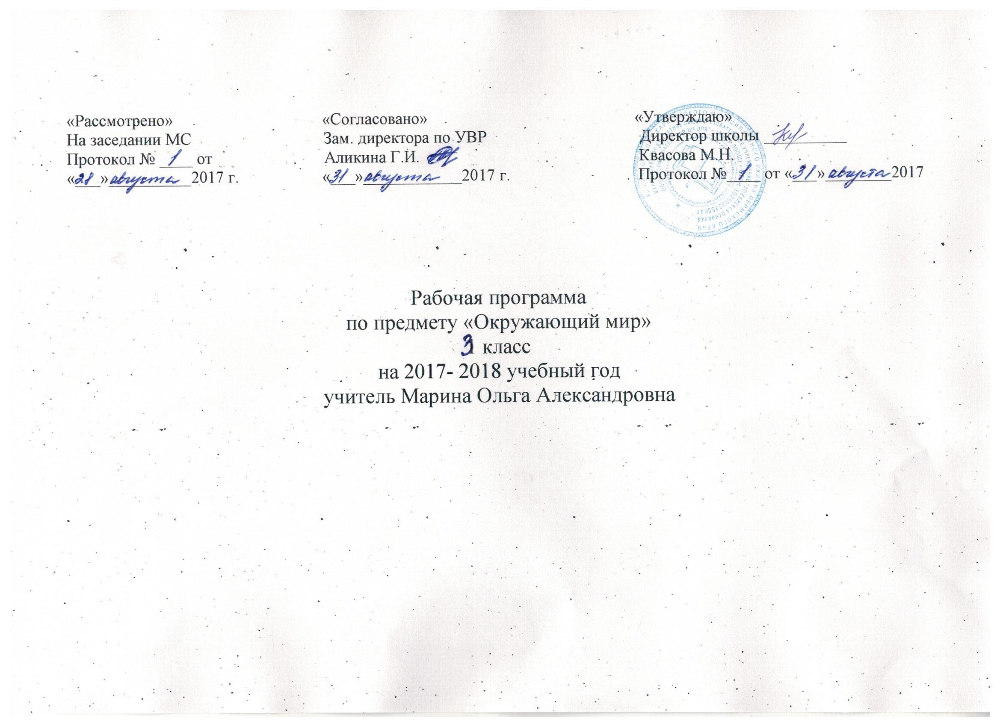 «Рассмотрено»
На заседании МС
Протокол № 1 от
«28» августа 2017 г.
«Согласовано»
Зам. директора по УВР
Аликина Г.И.
«31» августа 2017 г.
«Утверждаю»
Директор школы
Квасова М.Н.
Протокол № 1 от «31» августа 2017
Рабочая программа
по предмету «Окружающий мир»
3 класс
на 2017- 2018 учебный год
учитель Марина Ольга Александровна